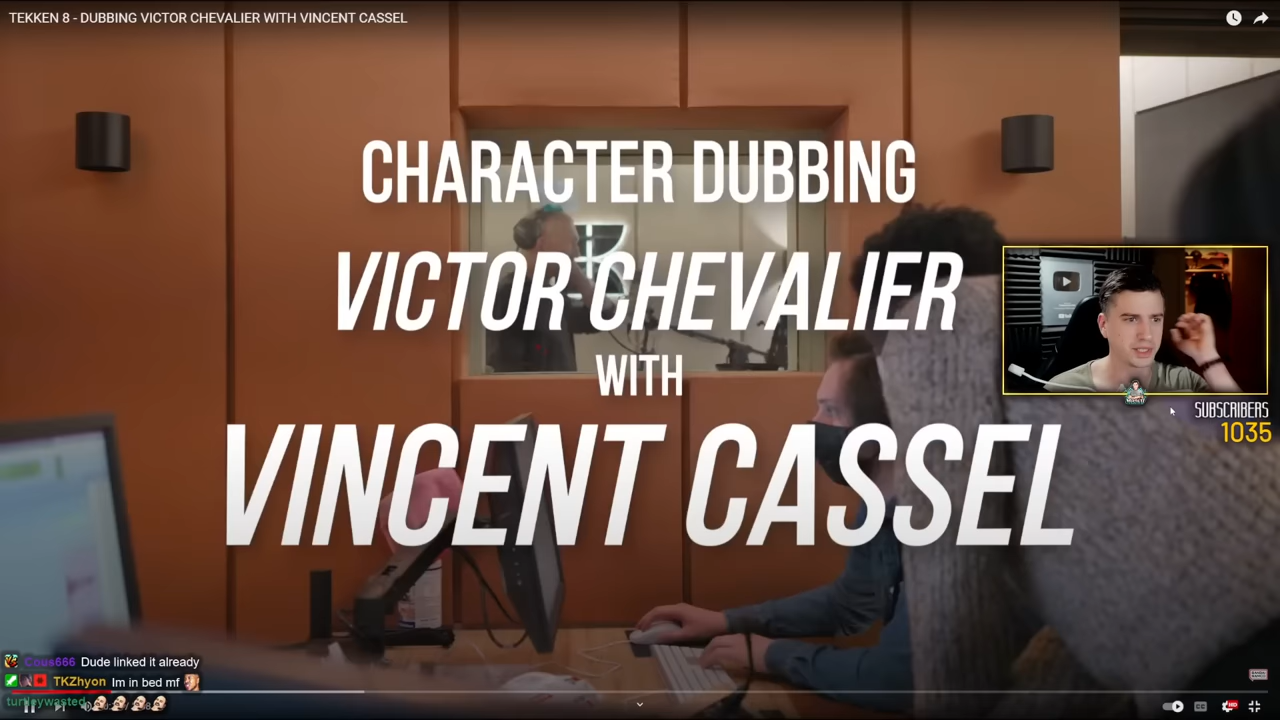 TEKKEN 8 - DUBBING VICTOR CHEVALIER WITH VINCENT CASSEL
CHARACTER DUBBING
VICTOR CHEVALIER
WITH
VINCENT CASSEL
SUBSCRIBERS
1035
Cous666 Dude linked it already
TKZhyon Im in bed mf
turtleywasted